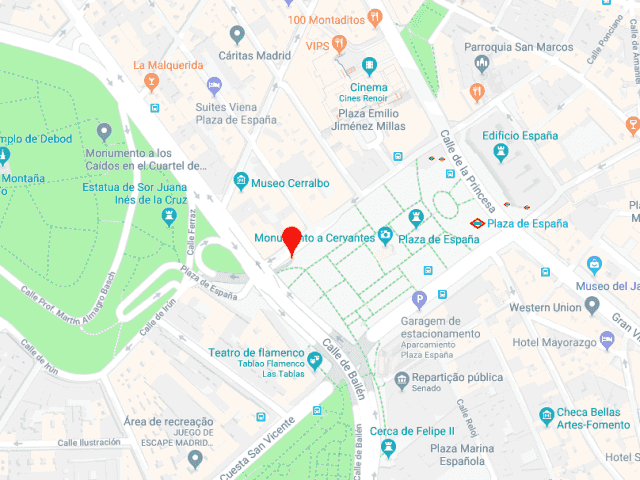 100 Montaditos
VIPS
Cáritas Madrid
La Malquerida
Cinema
Cines Renoir
Parroquia San Marcos
Calle Ponciano
Calle de Amanie
Suites Viena
Plaza de España
Plaza Emilio
Jiménez Millas
Edificio España
mplo de Debod
Montaña
Monumento a los
Caídos en el Cuartel de...
Museo Cerralbo
Calle de la Princesa
Estatua de Sor Juana
Inés de la Cruz
Calle Ferraz
Monumento a Cervantes
Plaza de España
Plaza de España
Plaza de España
Calle Prof. Martín Almagro Basch
Calle de Irún
Calle de Irún
Museo del Ja
Western Union
Gran Vía
Garagem de
estacionamento
Aparcamiento
Plaza España
Hotel Mayorazgo
Teatro de flamenco
Tablao Flamenco
Las Tablas
Calle de Bailén
Repartição pública
Senado
Área de recreação
JUEGO DE
ESCAPE MADRID...
Calle Ilustración
Cuesta San Vicente
Calle de Bailén
Cerca de Felipe II
Calle Reloj
Plaza Marina
Española
Checa Bellas
Artes-Fomento